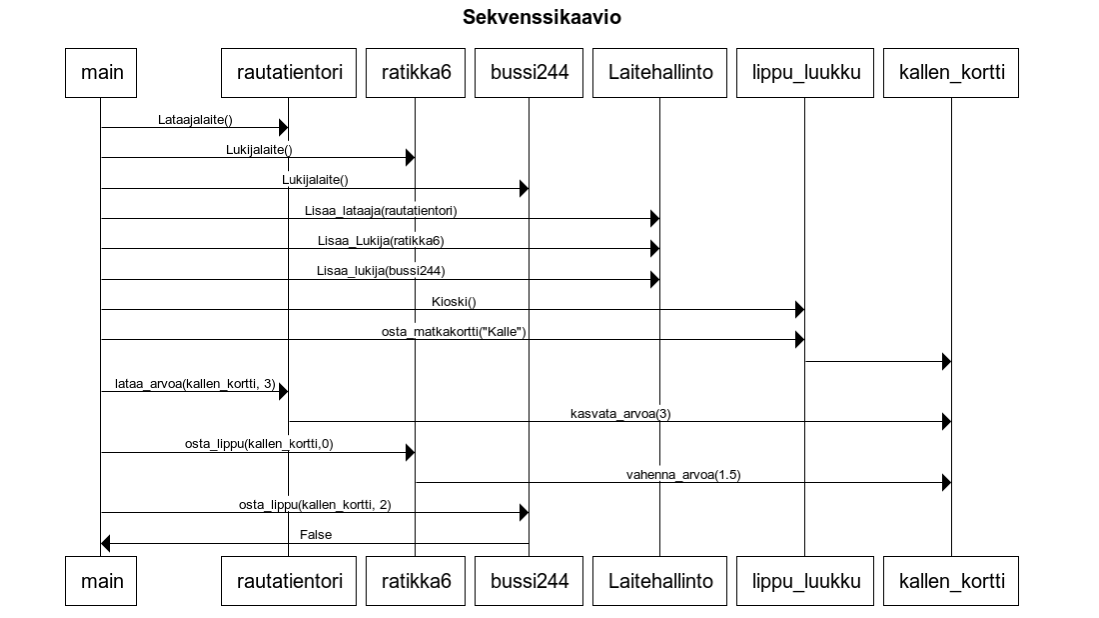 Sekvenssikaavio
main
rautatientori
ratikka6
bussi244
Laitehallinto
lippu_luukku
kallen_kortti
Lataajalaite()
Lukijalaite()
Lukijalaite()
Lisaa_lataaja(rautatientori)
Lisaa_Lukija(ratikka6)
Lisaa_lukija(bussi244)
Kioski()
osta_matkakortti("Kalle")
lataa_arvoa(kallen_kortti, 3)
kasvata_arvoa(3)
osta_lippu(kallen_kortti,0)
vahenna_arvoa(1.5)
osta_lippu(kallen_kortti, 2)
False
main
rautatientori
ratikka6
bussi244
Laitehallinto
lippu_luukku
kallen_kortti